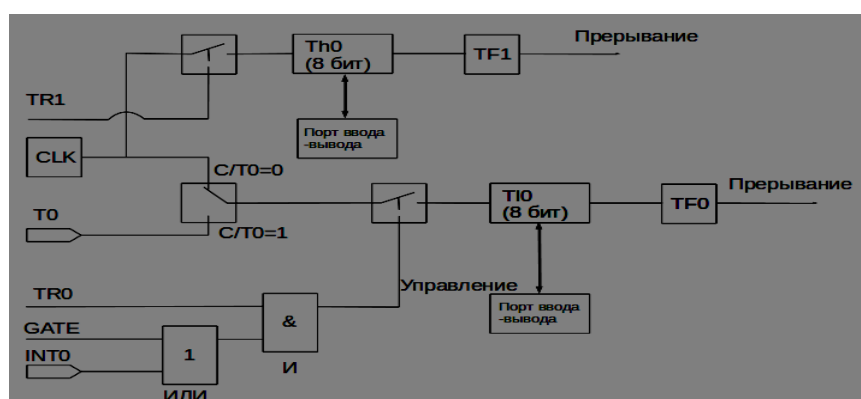 Прерывание
Th0
(8 бит)
TF1
TR1
Порт ввода
-вывода
CLK
C/T0=0
Прерывание
Tl0
(8 бит)
TF0
T0
C/T0=1
Управление
TR0
&
Порт ввода
-вывода
GATE
1
INT0
И
ИЛИ